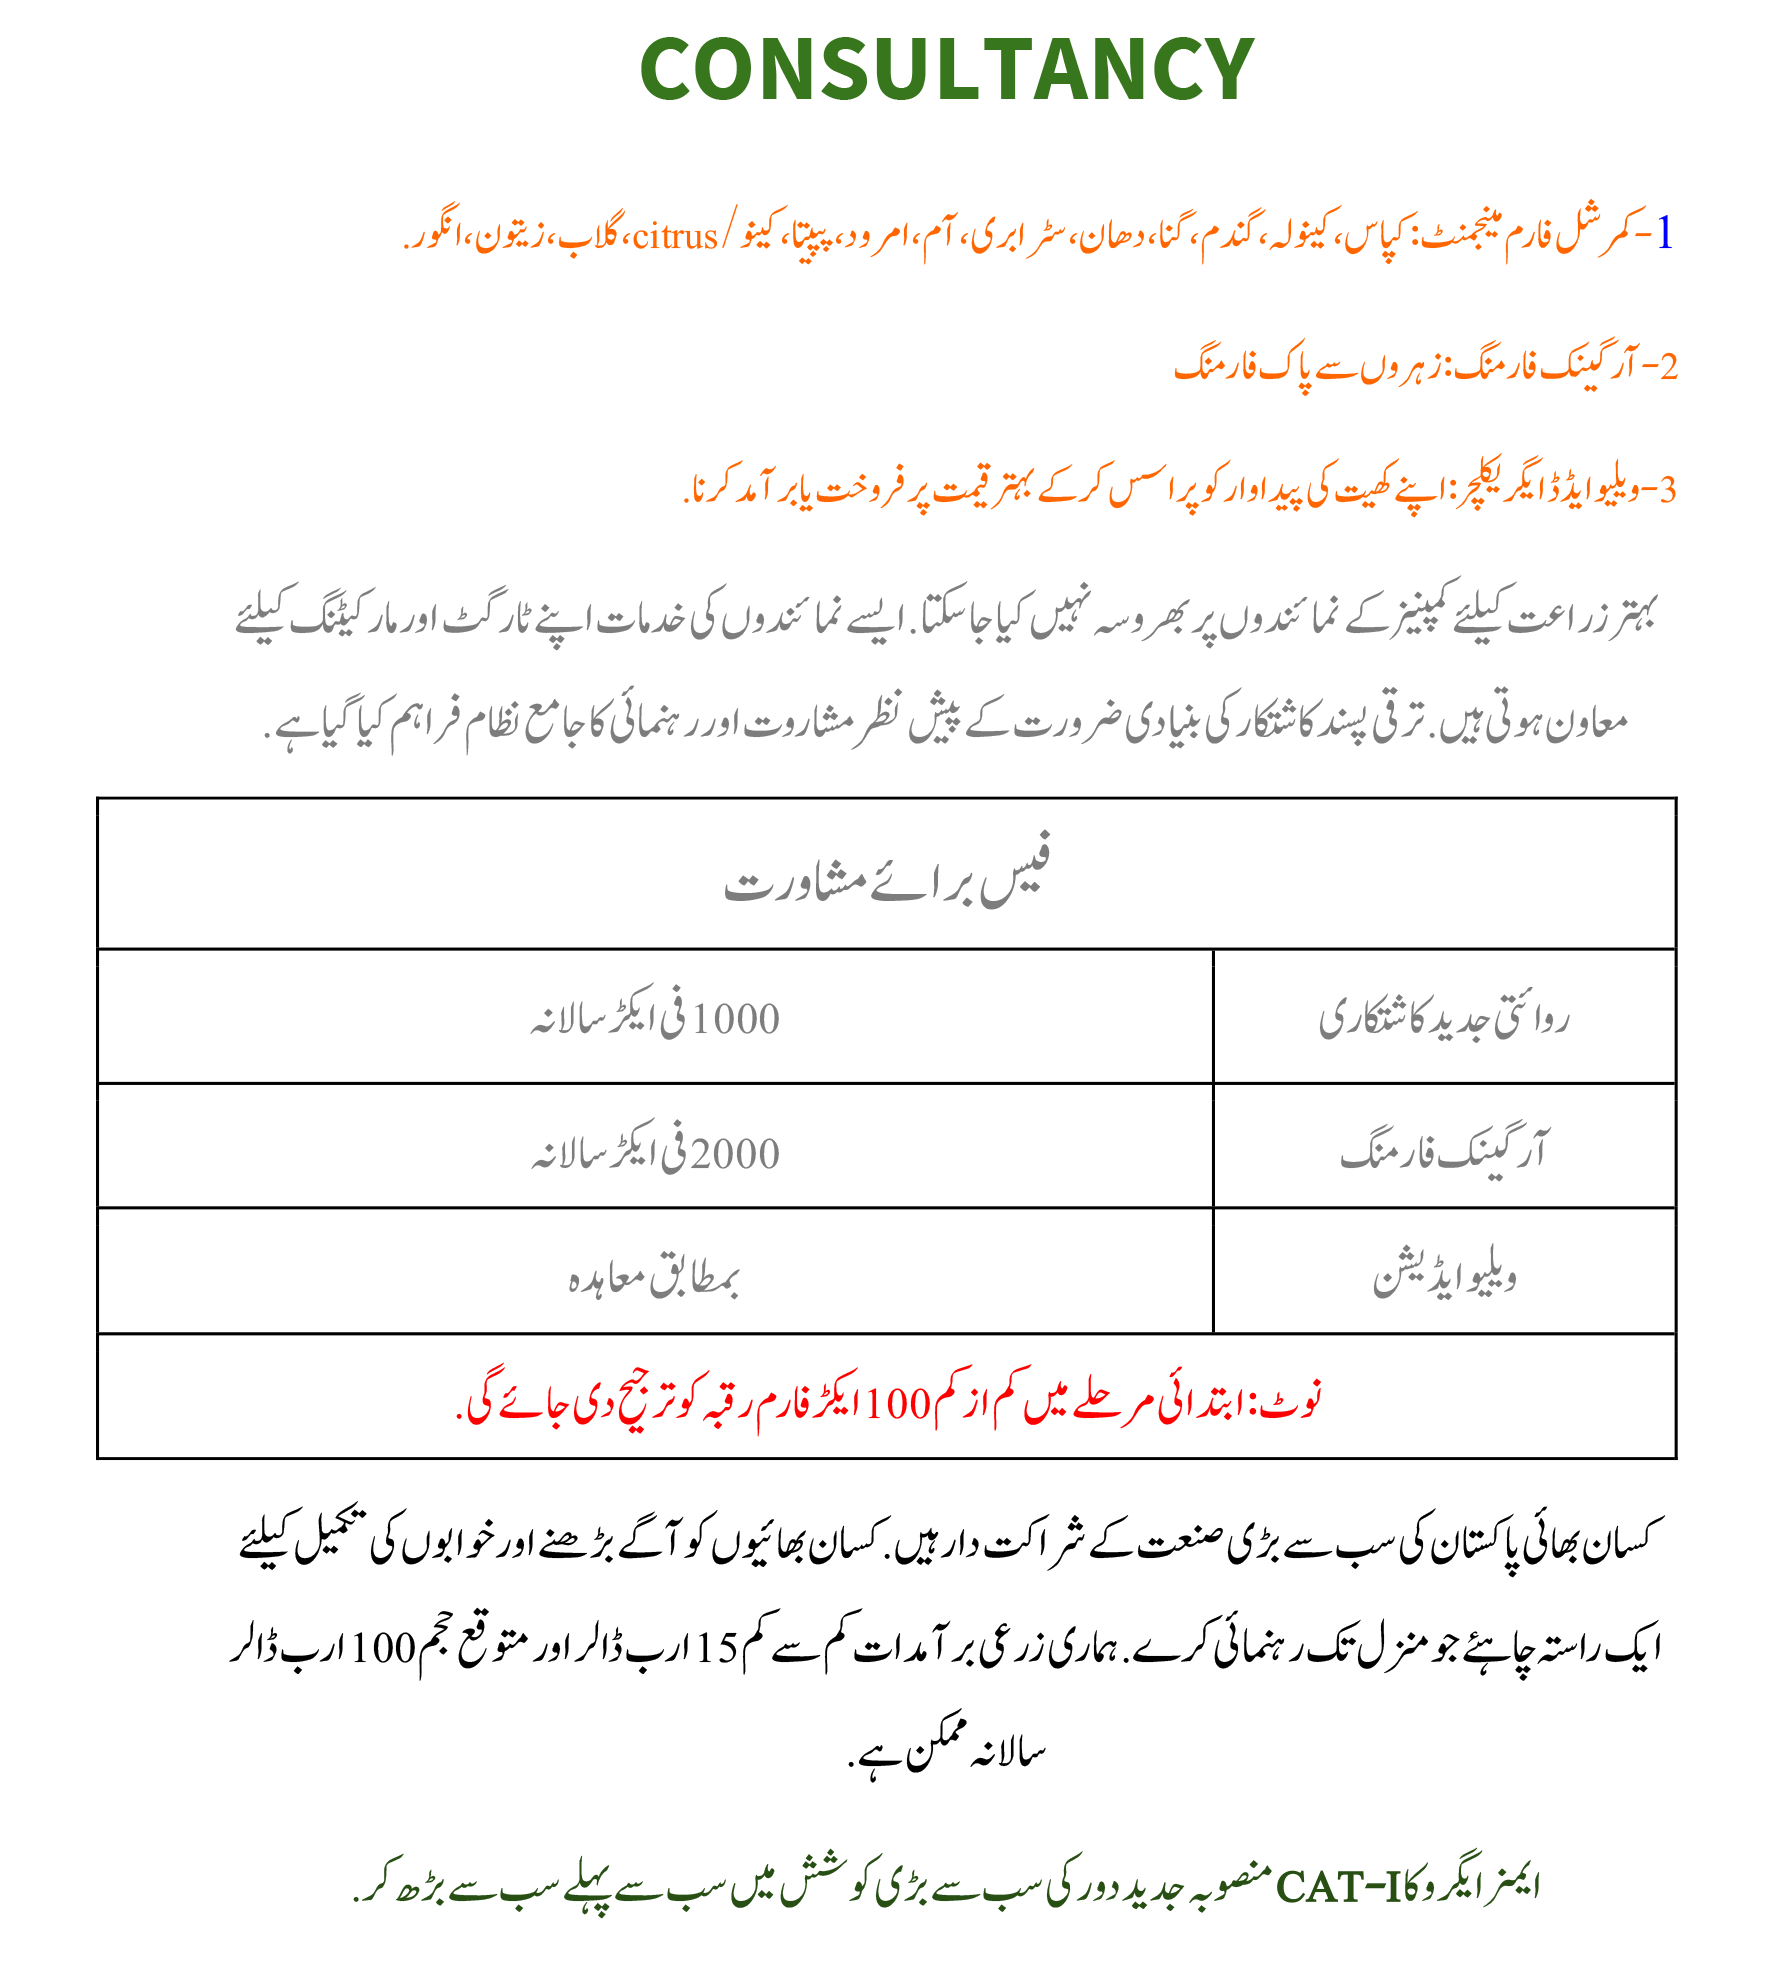 CONSULTANCY
1-کمرشل فارم مینجمنٹ: کپاس، کینولہ، گندم، گنا، دھان، سٹرابری، آم، امرود، پپیتا، کینو/citrus، گلاب، زیتون، انگور.
2- آرگینک فارمنگ: زہروں سے پاک فارمنگ
3-ویلیو ایڈڈ ایگریکلچر: اپنے کھیت کی پیداوار کو پراسس کر کے بہتر قیمت پر فروخت یا برآمد کرنا.
بہتر زراعت کیلئے کمپنیز کے نمائندوں پر بھروسہ نہیں کیا جا سکتا. ایسے نمائندوں کی خدمات اپنے ٹارگٹ اور مارکیٹنگ کیلئے
معاون ہوتی ہیں. ترقی پسند کاشتکار کی بنیادی ضرورت کے پیش نظر مشاروت اور رہنمائی کا جامع نظام فراہم کیا گیا ہے.
فیس برائے مشاورت
روائتی جدید کاشتکاری 1000 فی ایکڑ سالانہ
آرگینک فارمنگ 2000 فی ایکڑ سالانہ
ویلیو ایڈیشن بمطابق معاہدہ
نوٹ: ابتدائی مرحلے میں کم از کم 100 ایکڑ فارم رقبہ کو ترجیح دی جائے گی.
کسان بھائی پاکستان کی سب سے بڑی صنعت کے شراکت دار ہیں. کسان بھائیوں کو آگے بڑھنے اور خوابوں کی تکمیل کیلئے
ایک راستہ چاہئے جو منزل تک رہنمائی کرے. ہماری زرعی برآمدات کم سے کم 15 ارب ڈالر اور متوقع حجم 100 ارب ڈالر
سالانہ ممکن ہے.
ایمنز ایگرو کا CAT-I منصوبہ جدید دور کی سب سے بڑی کوشش میں سب سے پہلے سب سے بڑھ کر.